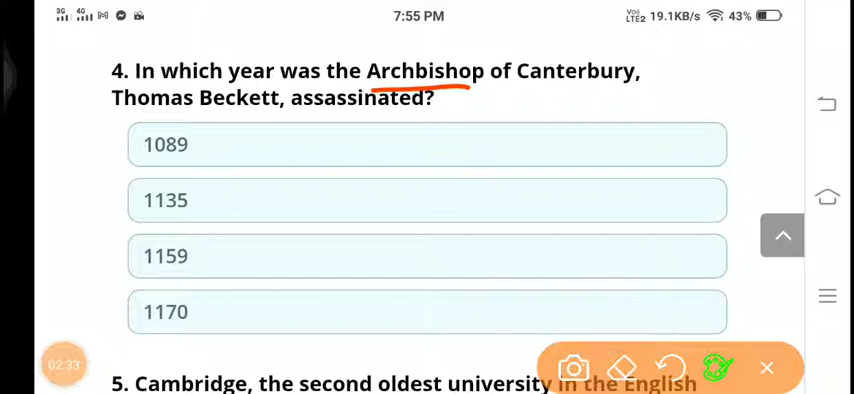 3G 4G 7:55 PM VoD LTE2 19.1KB/s 43%
4. In which year was the Archbishop of Canterbury,
Thomas Beckett, assassinated?
1089
1135
1159
1170
02:33
5. Cambridge, the second oldest university in the English